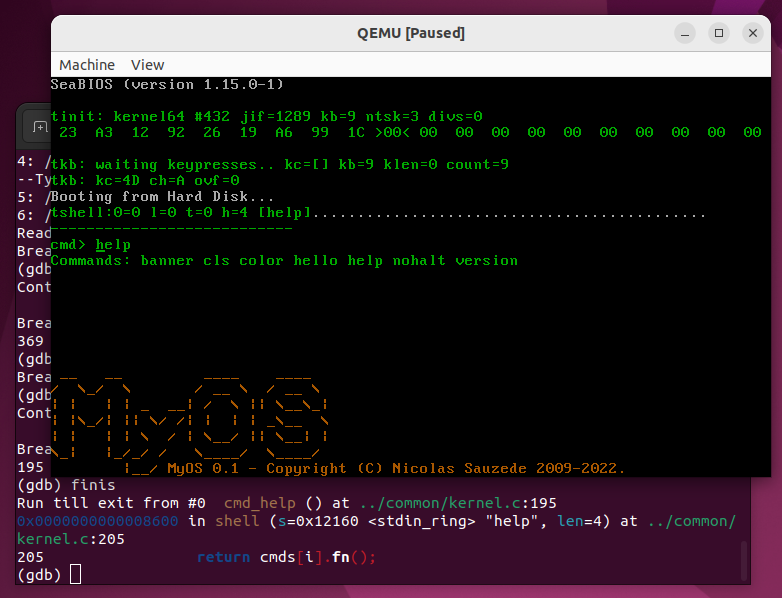 QEMU [Paused]
Machine View
SeaBIOS (version 1.15.0-1)
tinit: kernel64 #432 jif=1289 kb=9 ntsk=3 divs=0
23 A3 12 92 26 19 A6 99 1C >00< 00 00 00 00 00 00 00 00 00 00
tkb: waiting keypresses.. kc=[] kb=9 klen=0 count=9
tkb: kc=4D ch=A ovf=0
Booting from Hard Disk...
tshell:0=0 l=0 t=0 h=4 [help]............................................
---------------------------
cmd> help
Commands: banner cls color hello help nohalt version
MyOS
MyOS 0.1 - Copyright (C) Nicolas Sauzede 2009-2022.
4: /
--Ty
5: /
6: /
Read
Brea
(gdb
Cont
Brea
369
(gdb
Brea
(gdb
Cont
Brea
195
(gdb) finis
Run till exit from #0  cmd_help () at ../common/kernel.c:195
0x0000000000008600 in shell (s=0x12160 <stdin_ring> "help", len=4) at ../common/
kernel.c:205
205 return cmds[i].fn();
(gdb)